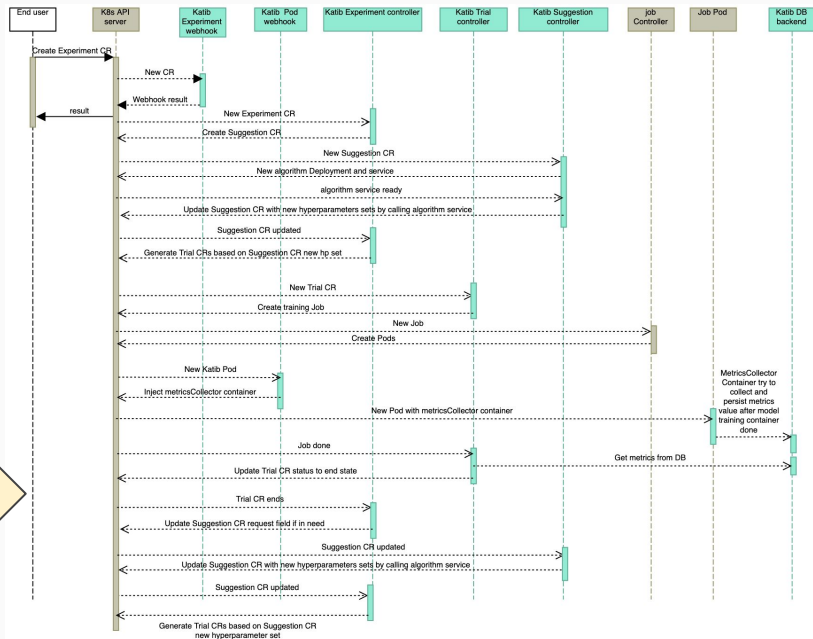 End user
K8s API
server
Katib
Experiment
webhook
Katib Pod
webhook
Katib Experiment controller
Katib Trial
controller
Katib Suggestion
controller
job
Controller
Job Pod
Katib DB
backend
Create Experiment CR
New CR
Webhook result
result
New Experiment CR
Create Suggestion CR
New Suggestion CR
New algorithm Deployment and service
algorithm service ready
Update Suggestion CR with new hyperparameters sets by calling algorithm service
Suggestion CR updated
Generate Trial CRs based on Suggestion CR new hp set
New Trial CR
Create training Job
New Job
Create Pods
New Katib Pod
Inject metricsCollector container
New Pod with metricsCollector container
MetricsCollector
Container try to
collect and
persist metrics
value after model
training container
done
Job done
Get metrics from DB
Update Trial CR status to end state
Trial CR ends
Update Suggestion CR request field if in need
Suggestion CR updated
Update Suggestion CR with new hyperparameters sets by calling algorithm service
Suggestion CR updated
Generate Trial CRs based on Suggestion CR
new hyperparameter set